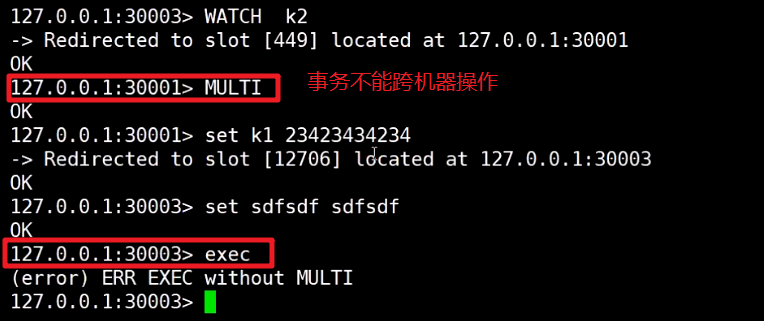 127.0.0.1:30003> WATCH  k2
-> Redirected to slot [449] located at 127.0.0.1:30001
OK
127.0.0.1:30001> MULTI 事务不能跨机器操作
OK
127.0.0.1:30001> set k1 23423434234
-> Redirected to slot [12706] located at 127.0.0.1:30003
OK
127.0.0.1:30003> set sdfsdf sdfsdf
OK
127.0.0.1:30003> exec
(error) ERR EXEC without MULTI
127.0.0.1:30003>